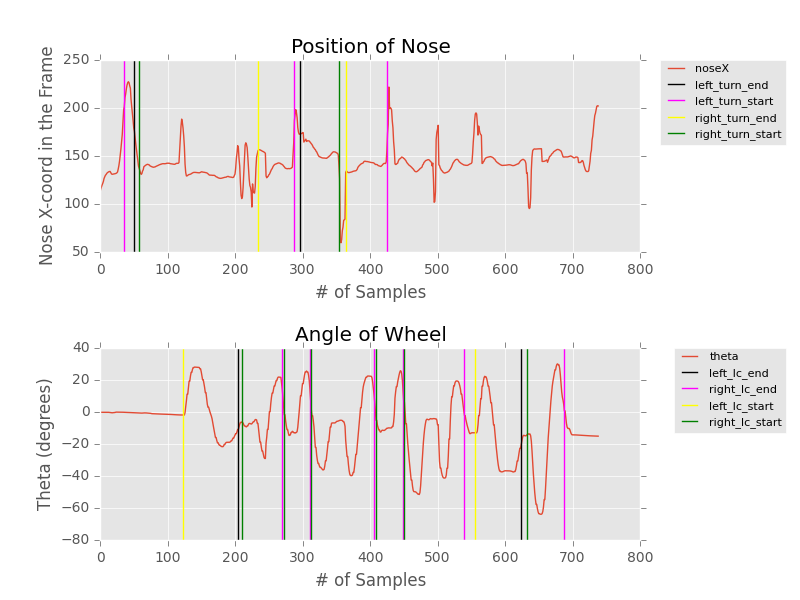 Position of Nose
Nose X-coord in the Frame
250
200
150
100
50
0 100 200 300 400 500 600 700 800
# of Samples
noseX
left_turn_end
left_turn_start
right_turn_end
right_turn_start
Angle of Wheel
Theta (degrees)
40
20
0
−20
−40
−60
−80
0 100 200 300 400 500 600 700 800
# of Samples
theta
left_lc_end
right_lc_end
left_lc_start
right_lc_start